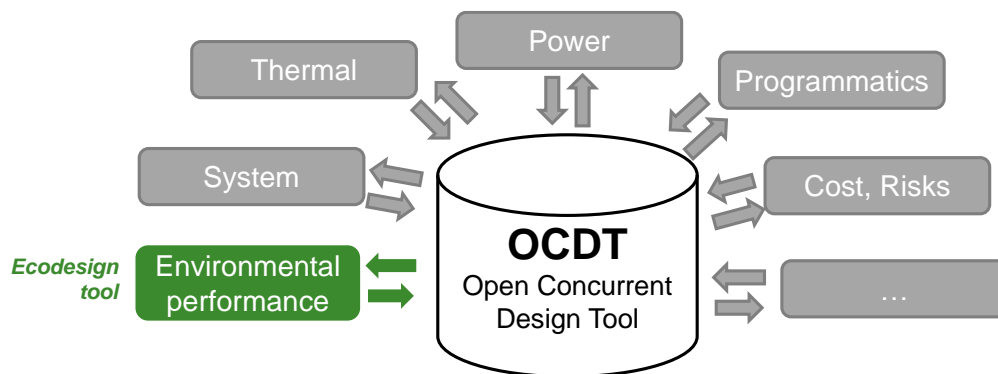 Power
Thermal
Programmatics
System
Cost, Risks
OCDT
Open Concurrent
Design Tool
Ecodesign
tool
Environmental
performance
…